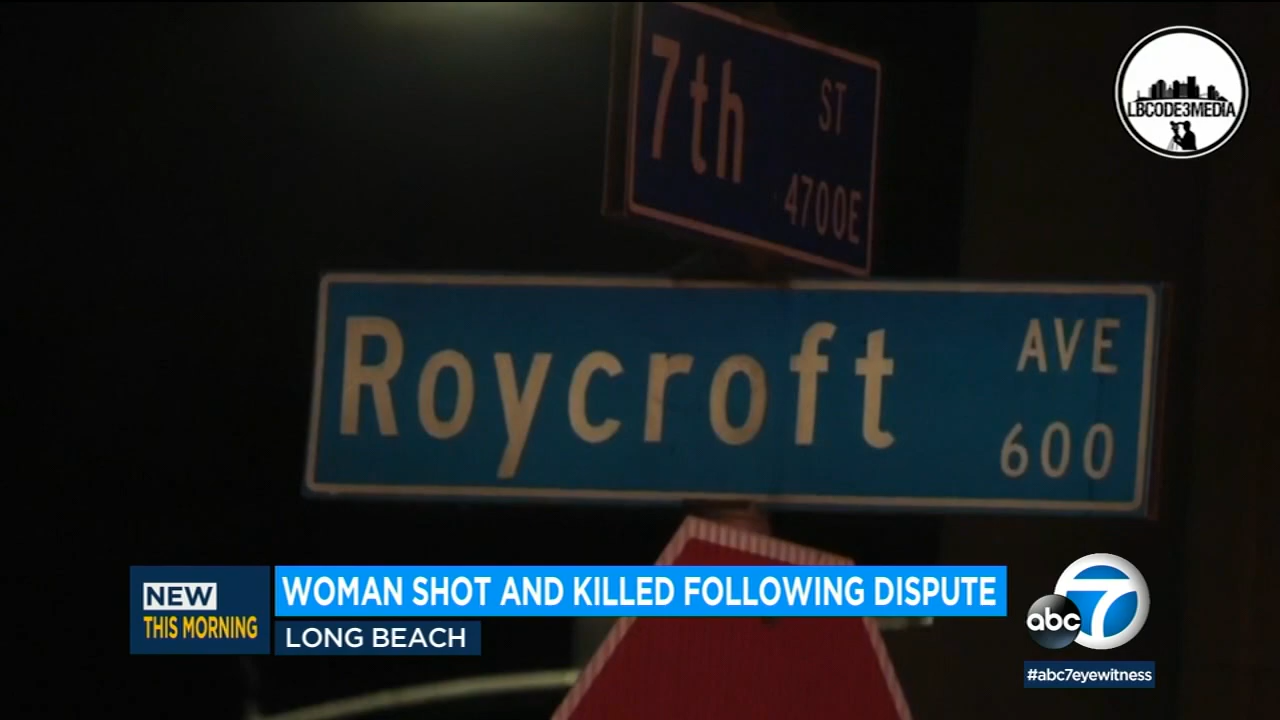 7th ST
4700E
LBCODE3MEDIA
Roycroft AVE
600
NEW
THIS MORNING
WOMAN SHOT AND KILLED FOLLOWING DISPUTE
LONG BEACH
abc 7
#abc7eyewitness